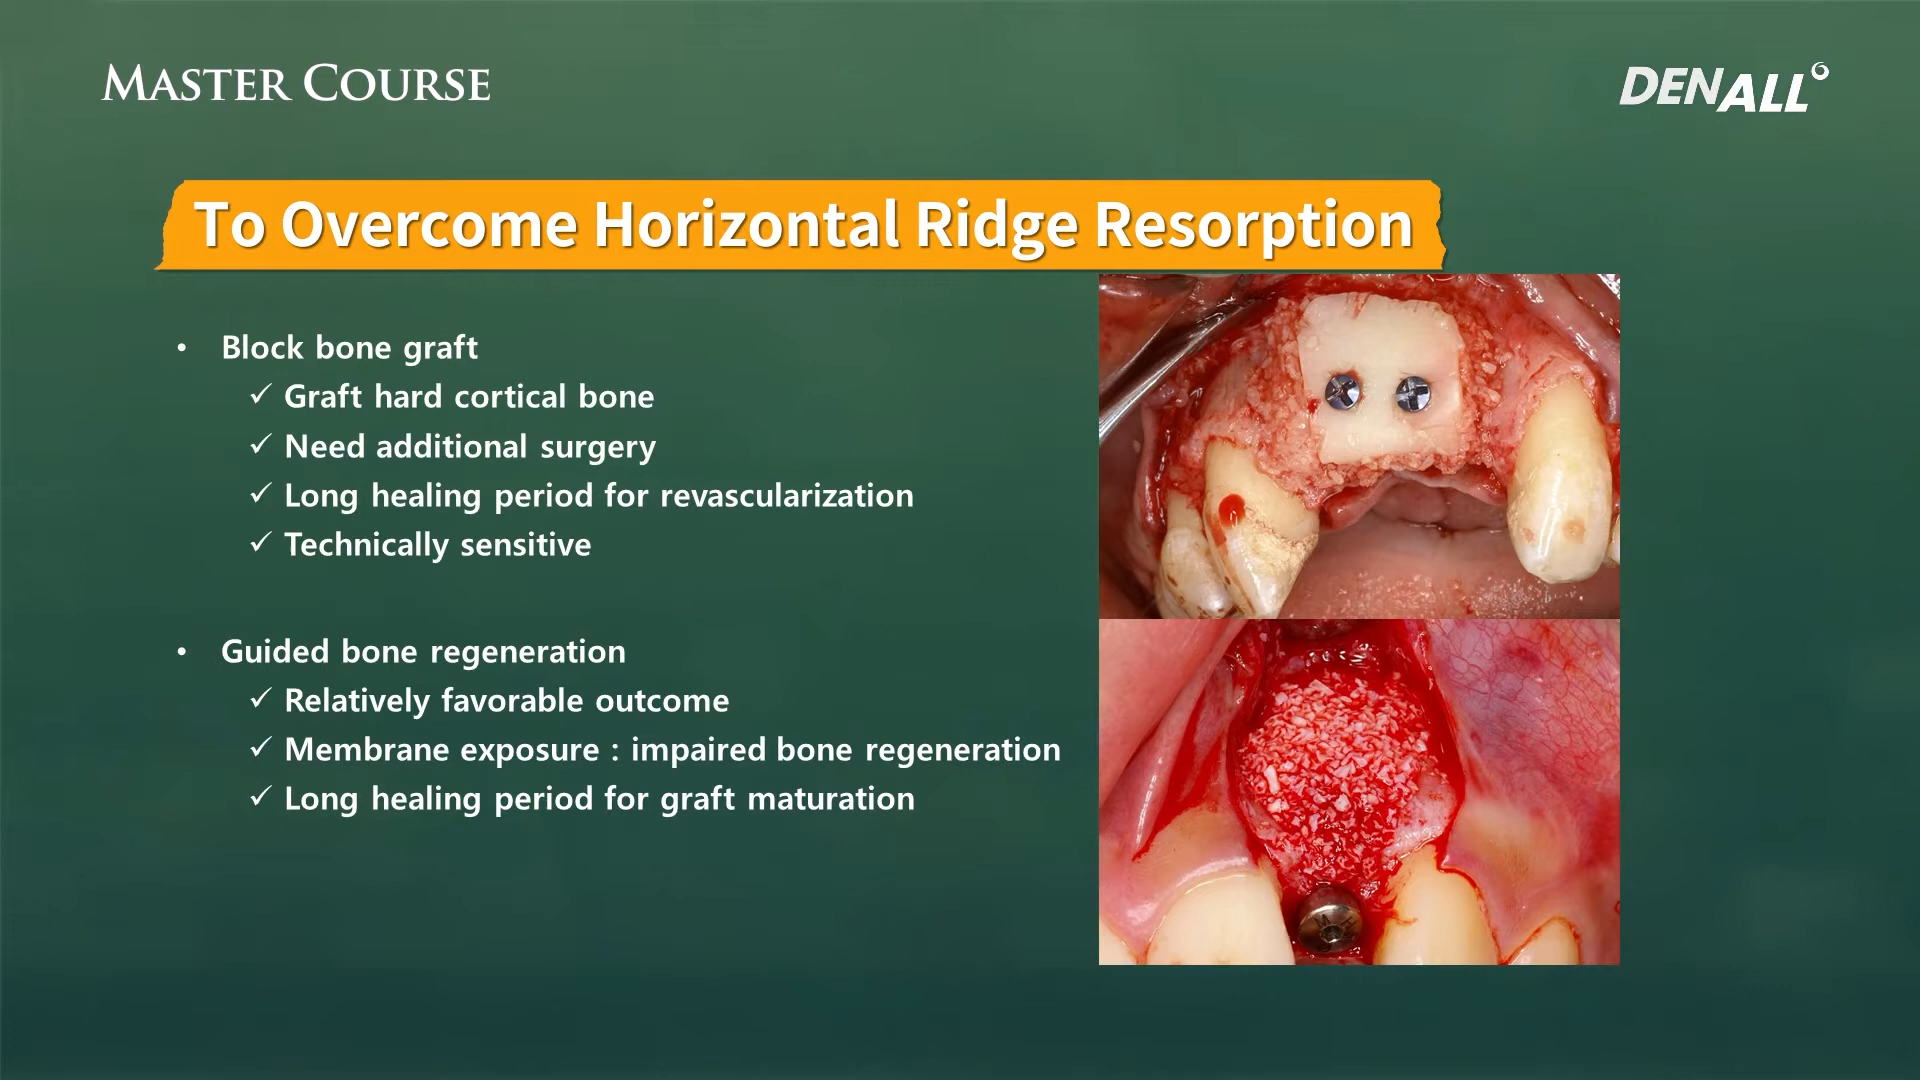 MASTER COURSE
DENALL
To Overcome Horizontal Ridge Resorption
• Block bone graft
✓ Graft hard cortical bone
✓ Need additional surgery
✓ Long healing period for revascularization
✓ Technically sensitive
• Guided bone regeneration
✓ Relatively favorable outcome
✓ Membrane exposure : impaired bone regeneration
✓ Long healing period for graft maturation